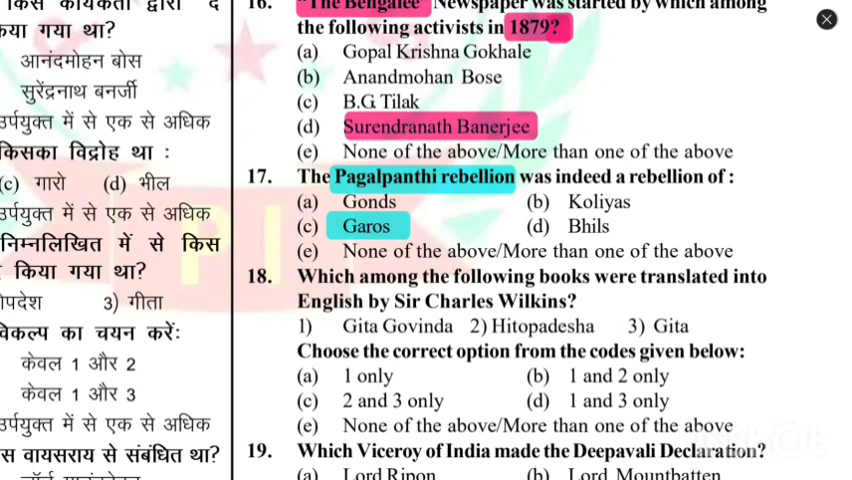 किस कार्यकर्ता द्वारा
क्या गया था?
आनंदमोहन बोस
सुरेंद्रनाथ बनर्जी
उर्पयुक्त में से एक से अधिक
किसका विद्रोह था :
(c) गारो (d) भील
उर्पयुक्त में से एक से अधिक
निम्नलिखित में से किस
किया गया था?
ोपदेश 3) गीता
विकल्प का चयन करें:
केवल 1 और 2
केवल 1 और 3
उर्पयुक्त में से एक से अधिक
स वायसराय से संबंधित था?
16. "The Bengalee" Newspaper was started by which among
the following activists in 1879?
(a) Gopal Krishna Gokhale
(b) Anandmohan Bose
(c) B.G. Tilak
(d) Surendranath Banerjee
(e) None of the above/More than one of the above
17. The Pagalpanthi rebellion was indeed a rebellion of :
(a) Gonds (b) Koliyas
(c) Garos (d) Bhils
(e) None of the above/More than one of the above
18. Which among the following books were translated into
English by Sir Charles Wilkins?
1) Gita Govinda 2) Hitopadesha 3) Gita
Choose the correct option from the codes given below:
(a) 1 only (b) 1 and 2 only
(c) 2 and 3 only (d) 1 and 3 only
(e) None of the above/More than one of the above
19. Which Viceroy of India made the Deepavali Declaration?
(a) Lord Ripon (b) Lord Mountbatten